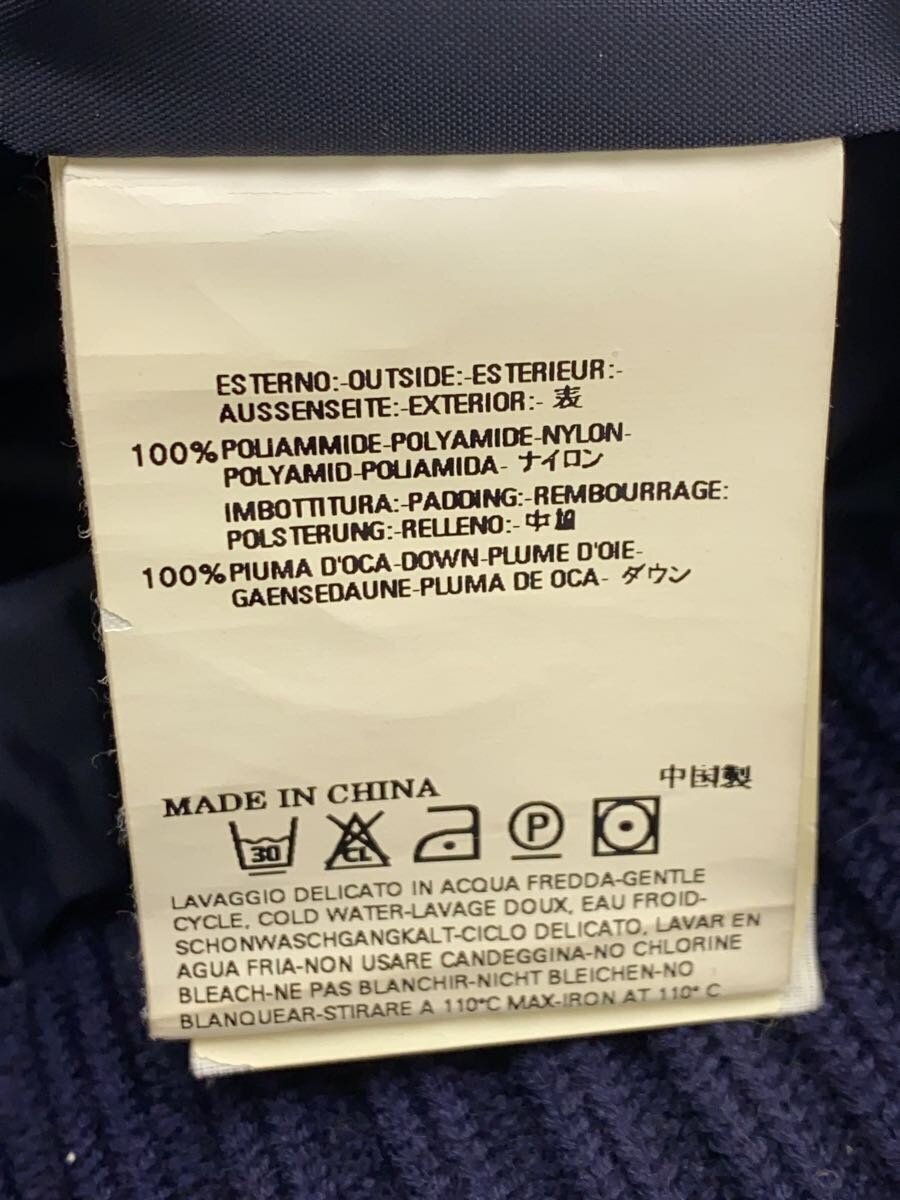 ESTERNO:-OUTSIDE:-ESTERIEUR:-
AUSSENSEITE:-EXTERIOR:- 表
100% POLIAMMIDE-POLYAMIDE-NYLON-
POLYAMID-POLIAMIDA- ナイロン
IMBOTTITURA:-PADDING:-REMBOURRAGE:
POLSTERUNG:-RELLENO:-中
100% PIUMA D'OCA-DOWN-PLUME D'OIE-
GAENSEDAUNE-PLUMA DE OCA- ダウン
MADE IN CHINA 中国製
30 CL P
LAVAGGIO DELICATO IN ACQUA FREDDA-GENTLE
CYCLE, COLD WATER-LAVAGE DOUX, EAU FROID-
SCHONWASCHGANGKALT-CICLO DELICATO, LAVAR EN
AGUA FRIA-NON USARE CANDEGGINA-NO CHLORINE
BLEACH-NE PAS BLANCHIR-NICHT BLEICHEN-NO
BLANQUEAR-STIRARE A 110°C MAX-IRON AT 110° C